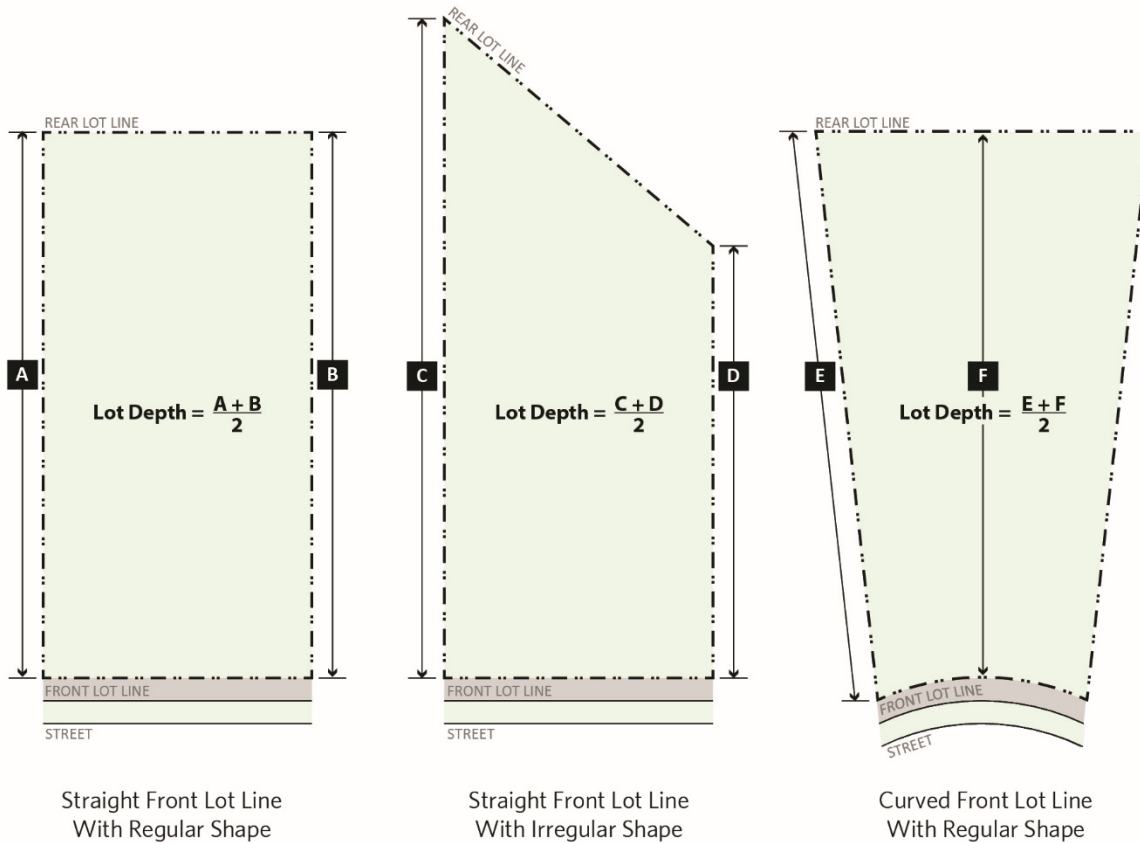 REAR LOT LINE
A
B
Lot Depth = A + B
2
FRONT LOT LINE
STREET
Straight Front Lot Line
With Regular Shape
REAR LOT LINE
C
D
Lot Depth = C + D
2
FRONT LOT LINE
STREET
Straight Front Lot Line
With Irregular Shape
REAR LOT LINE
E
F
Lot Depth = E + F
2
FRONT LOT LINE
STREET
Curved Front Lot Line
With Regular Shape